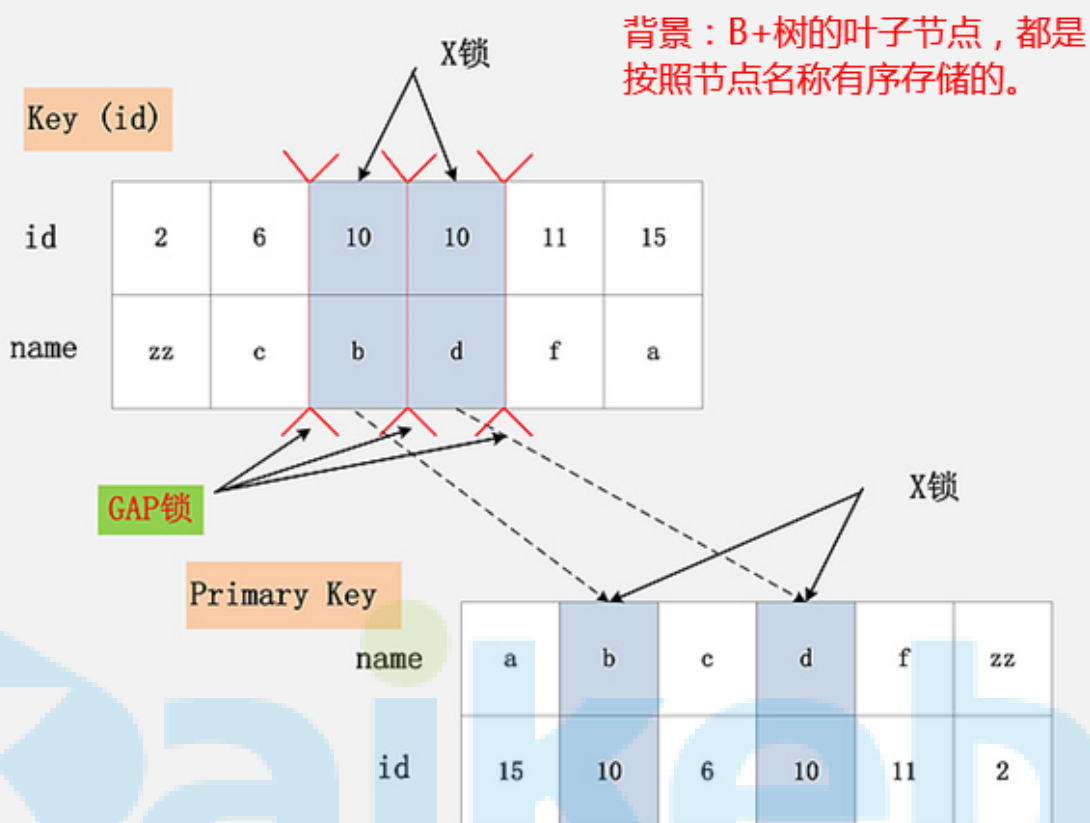 背景：B+树的叶子节点，都是
按照节点名称有序存储的。
X锁
Key (id)
id 2 6 10 10 11 15
name zz c b d f a
GAP锁
X锁
Primary Key
name a b c d f zz
id 15 10 6 10 11 2
aikeh